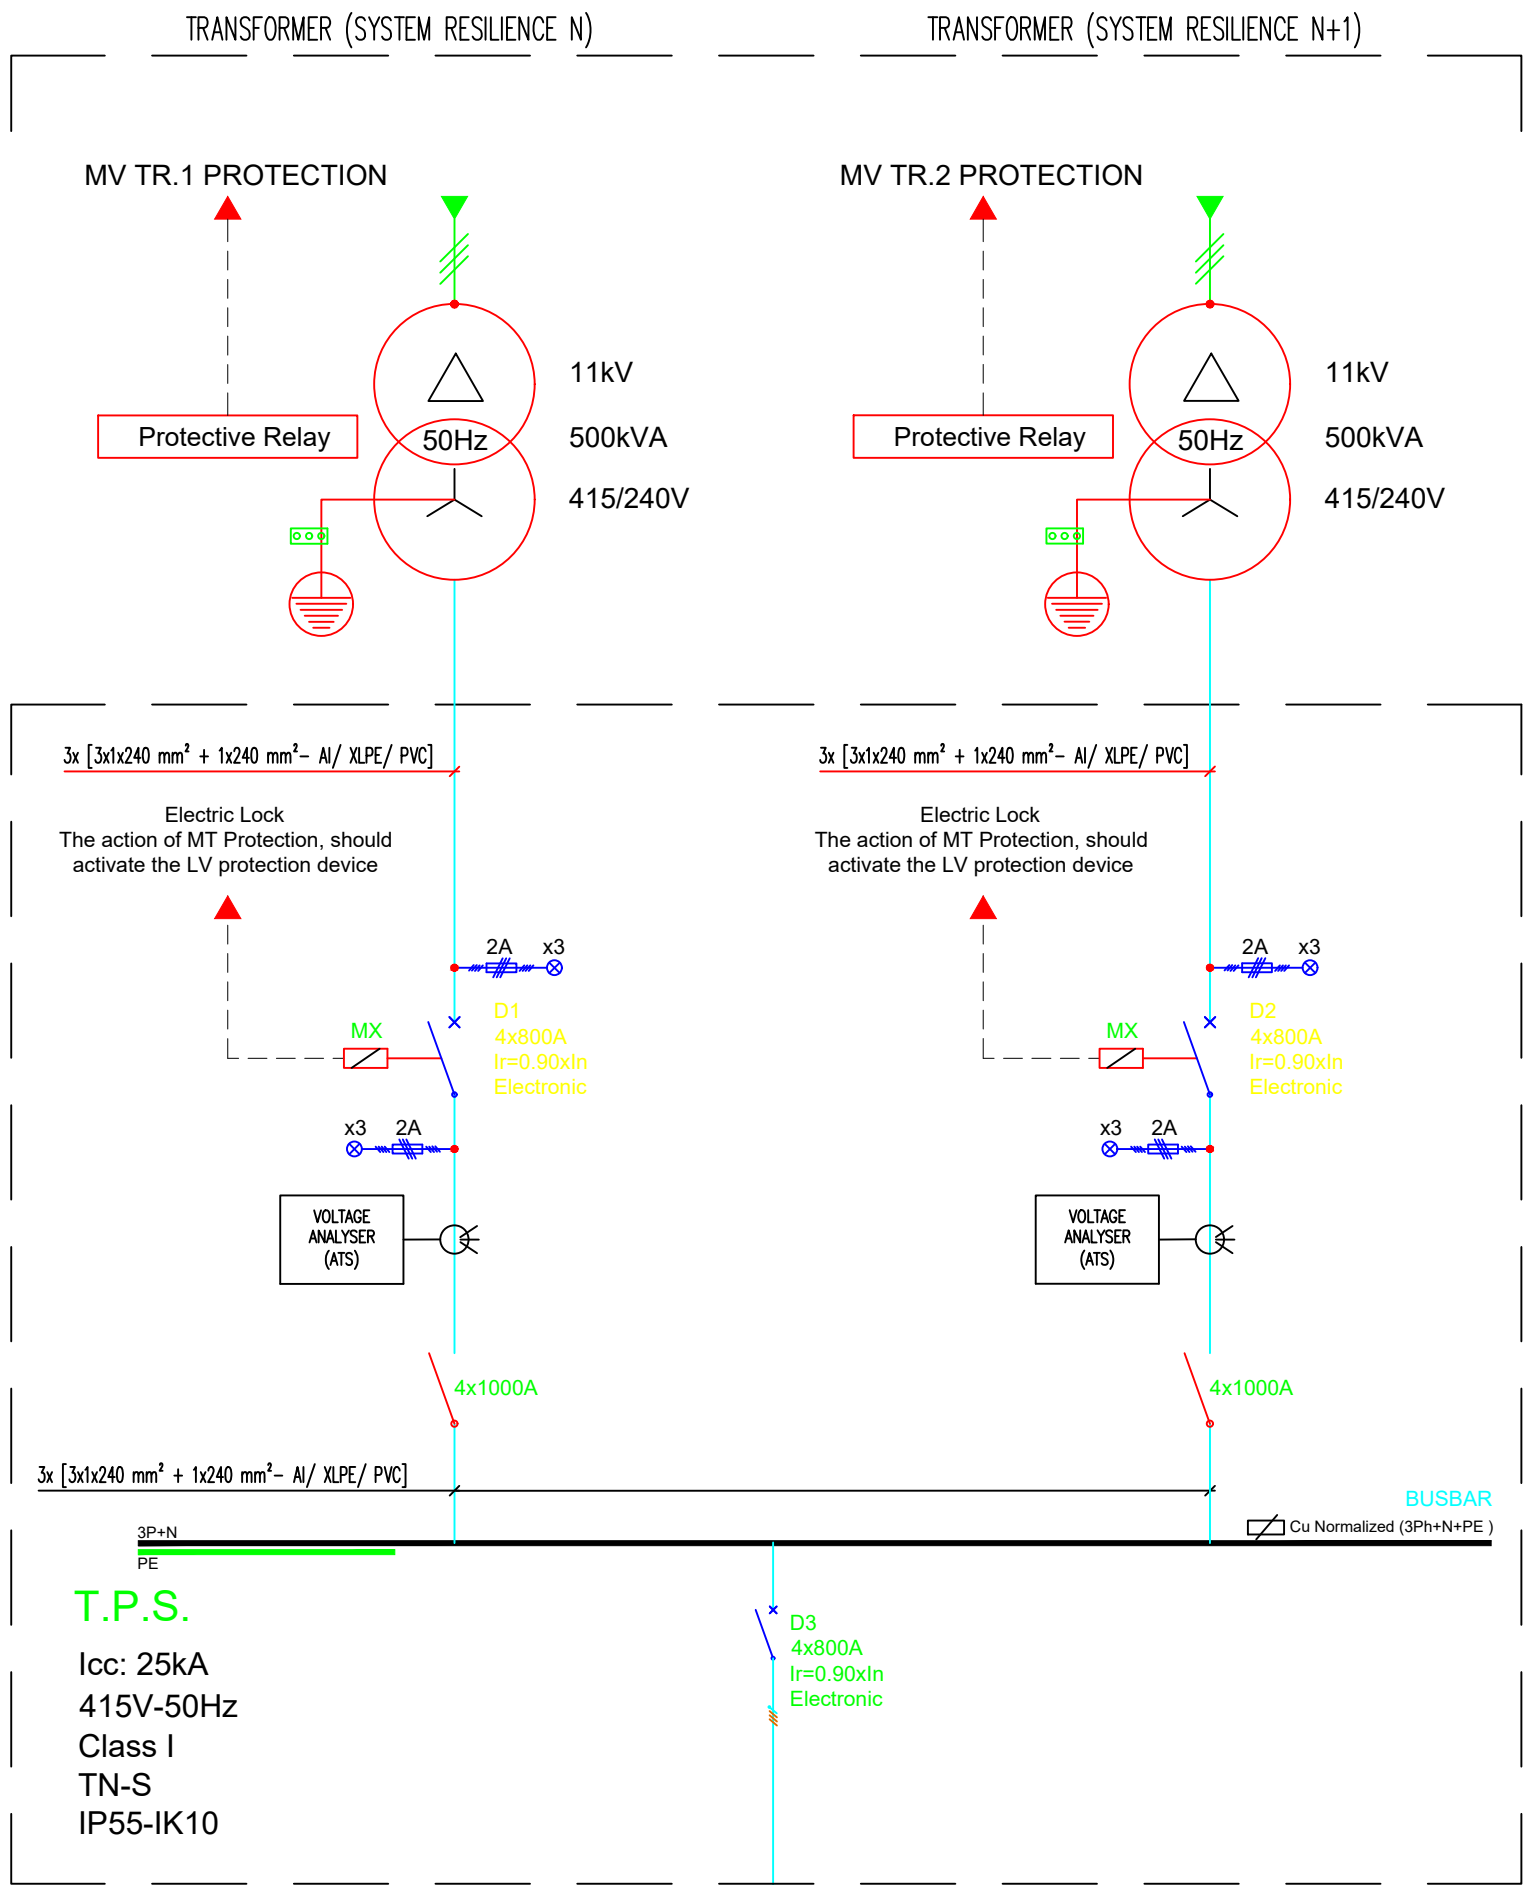 TRANSFORMER (SYSTEM RESILIENCE N)
TRANSFORMER (SYSTEM RESILIENCE N+1)
MV TR.1 PROTECTION
MV TR.2 PROTECTION
11kV
11kV
Protective Relay
50Hz
500kVA
Protective Relay
50Hz
500kVA
415/240V
415/240V
3x [3x1x240 mm² + 1x240 mm²- Al/ XLPE/ PVC]
3x [3x1x240 mm² + 1x240 mm²- Al/ XLPE/ PVC]
Electric Lock
The action of MT Protection, should
activate the LV protection device
Electric Lock
The action of MT Protection, should
activate the LV protection device
2A
x3
2A
x3
MX
D1
4x800A
Ir=0.90xIn
Electronic
MX
D2
4x800A
Ir=0.90xIn
Electronic
x3
2A
x3
2A
VOLTAGE
ANALYSER
(ATS)
VOLTAGE
ANALYSER
(ATS)
4x1000A
4x1000A
3x [3x1x240 mm² + 1x240 mm²- Al/ XLPE/ PVC]
BUSBAR
Cu Normalized (3Ph+N+PE )
3P+N
PE
T.P.S.
Icc: 25kA
415V-50Hz
Class I
TN-S
IP55-IK10
D3
4x800A
Ir=0.90xIn
Electronic